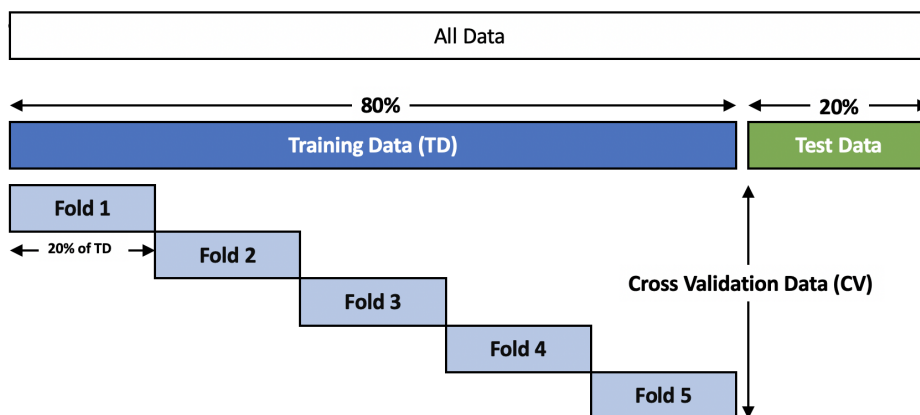 All Data
80%
20%
Training Data (TD)
Test Data
Fold 1
20% of TD
Fold 2
Cross Validation Data (CV)
Fold 3
Fold 4
Fold 5